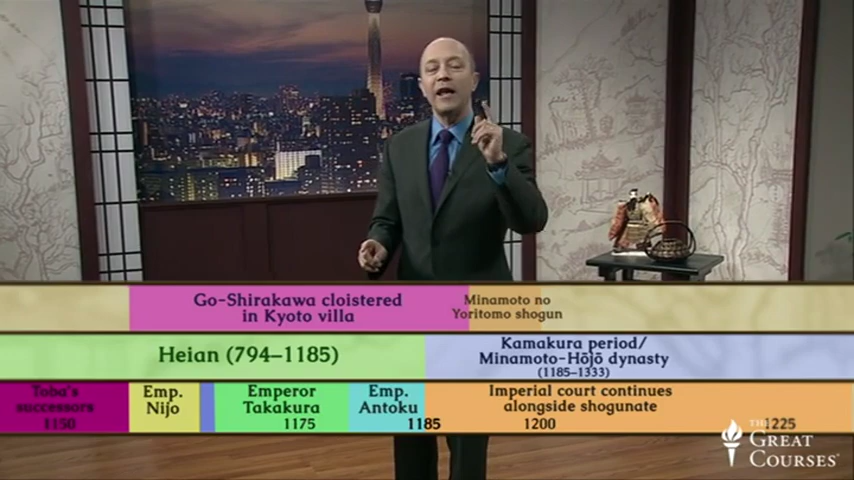 Go-Shirakawa cloistered
in Kyoto villa
Minamoto no
Yoritomo shogun
Heian (794–1185)
Kamakura period/
Minamoto-Hōjō dynasty
(1185–1333)
Toba's
successors
1150
Emp.
Nijo
Emperor
Takakura
1175
Emp.
Antoku
1185
Imperial court continues
alongside shogunate
1200
1225
THE
GREAT
COURSES